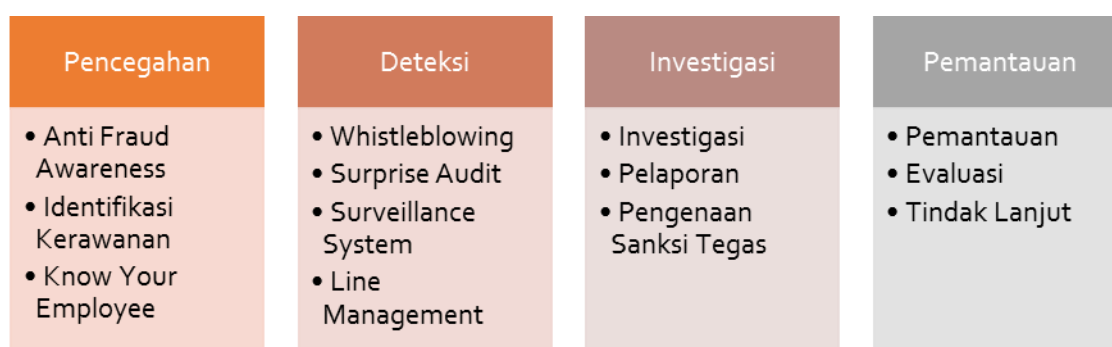 Pencegahan
• Anti Fraud
Awareness
• Identifikasi
Kerawanan
• Know Your
Employee
Deteksi
• Whistleblowing
• Surprise Audit
• Surveillance
System
• Line
Management
Investigasi
• Investigasi
• Pelaporan
• Pengenaan
Sanksi Tegas
Pemantauan
• Pemantauan
• Evaluasi
• Tindak Lanjut